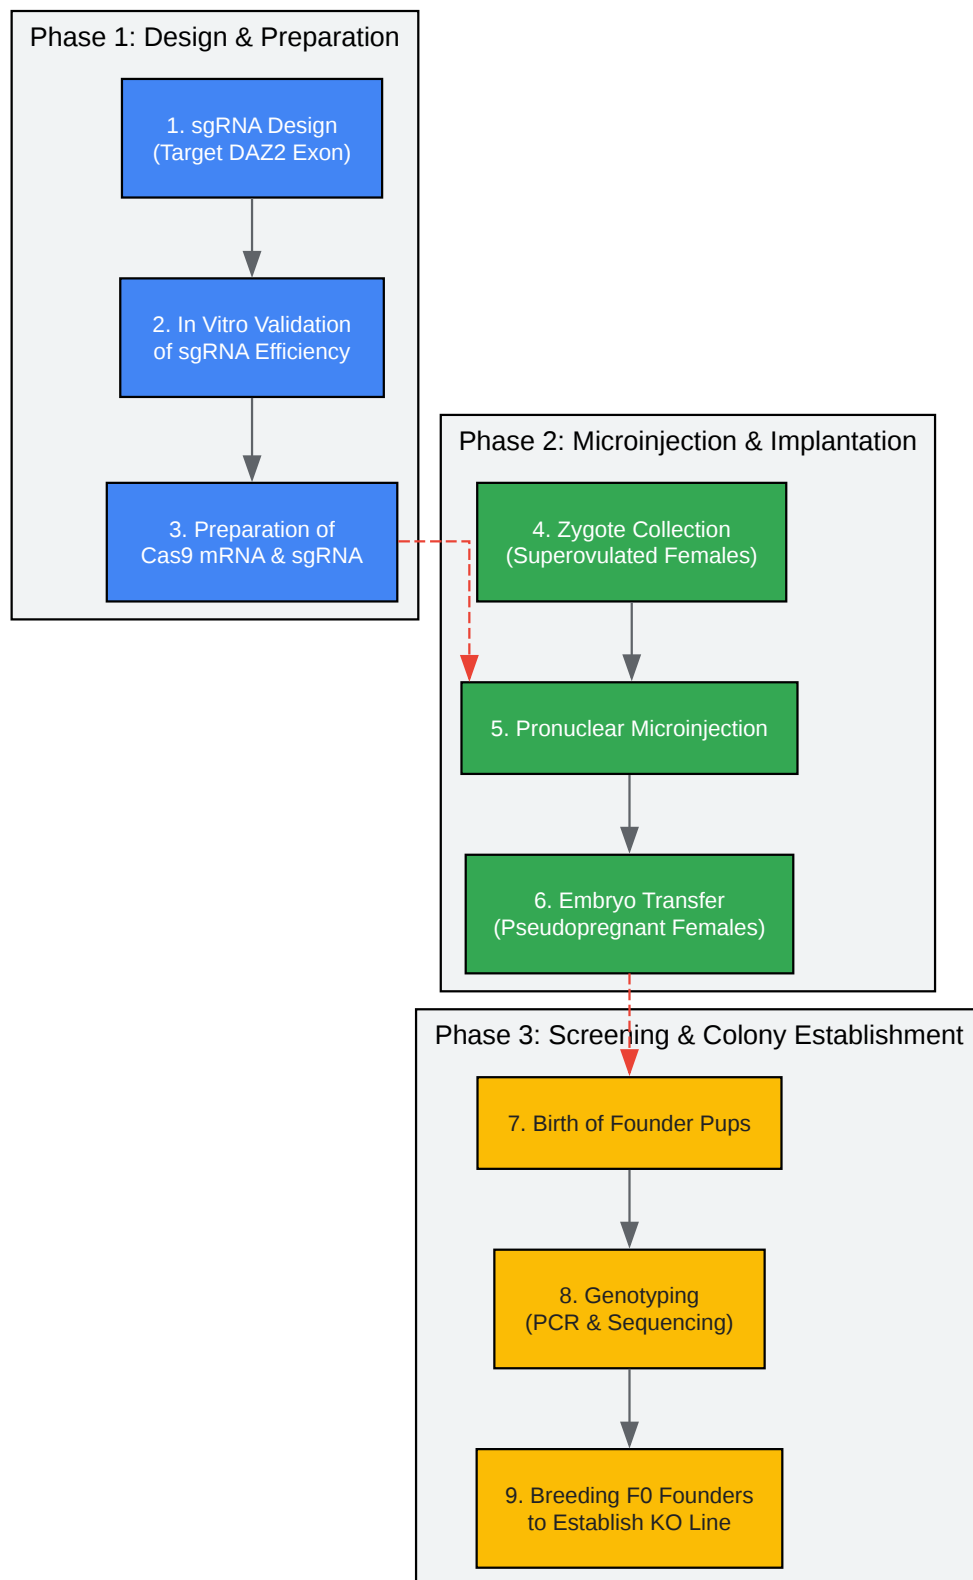 Phase 1: Design & Preparation
1. sgRNA Design
(Target DAZ2 Exon)
2. In Vitro Validation
of sgRNA Efficiency
3. Preparation of
Cas9 mRNA & sgRNA
Phase 2: Microinjection & Implantation
4. Zygote Collection
(Superovulated Females)
5. Pronuclear Microinjection
6. Embryo Transfer
(Pseudopregnant Females)
Phase 3: Screening & Colony Establishment
7. Birth of Founder Pups
8. Genotyping
(PCR & Sequencing)
9. Breeding F0 Founders
to Establish KO Line